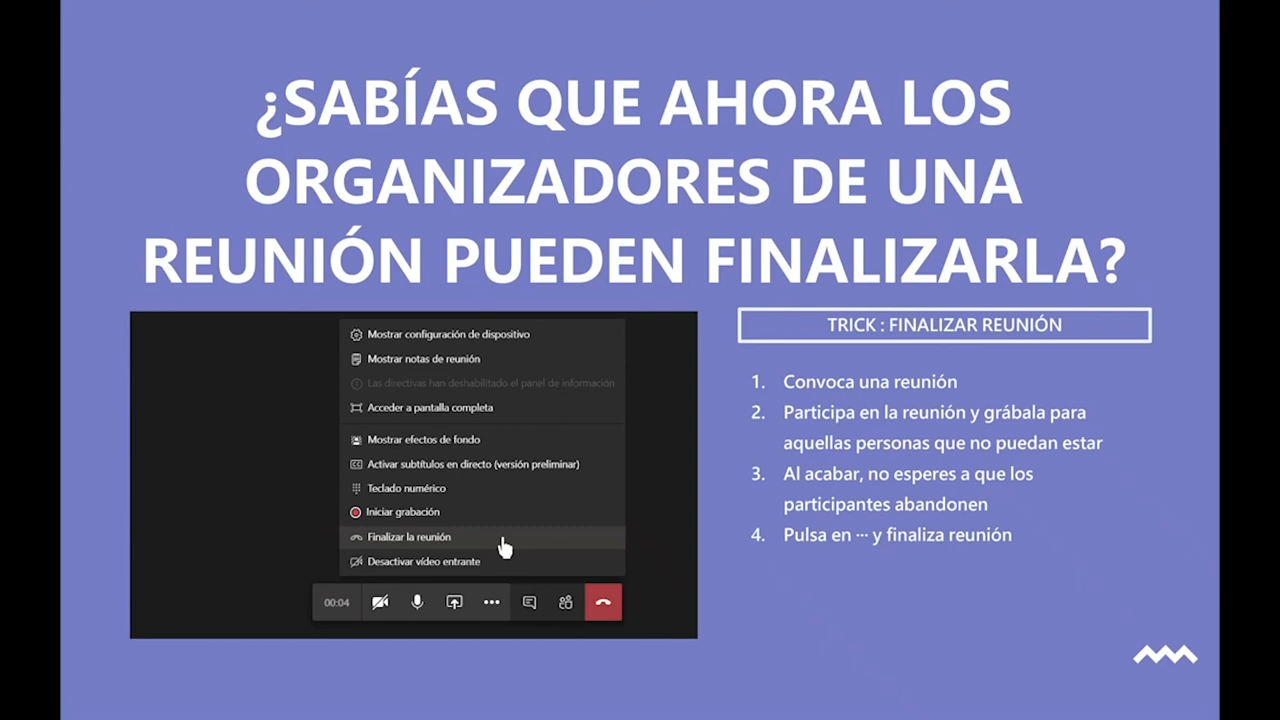 ¿SABÍAS QUE AHORA LOS
ORGANIZADORES DE UNA
REUNIÓN PUEDEN FINALIZARLA?
Mostrar configuración de dispositivo
Mostrar notas de reunión
Las directivas han deshabilitado el panel de información
Acceder a pantalla completa
Mostrar efectos de fondo
Activar subtítulos en directo (versión preliminar)
Teclado numérico
Iniciar grabación
Finalizar la reunión
Desactivar vídeo entrante
00:04
TRICK : FINALIZAR REUNIÓN
1. Convoca una reunión
2. Participa en la reunión y grábala para
aquellas personas que no puedan estar
3. Al acabar, no esperes a que los
participantes abandonen
4. Pulsa en ··· y finaliza reunión